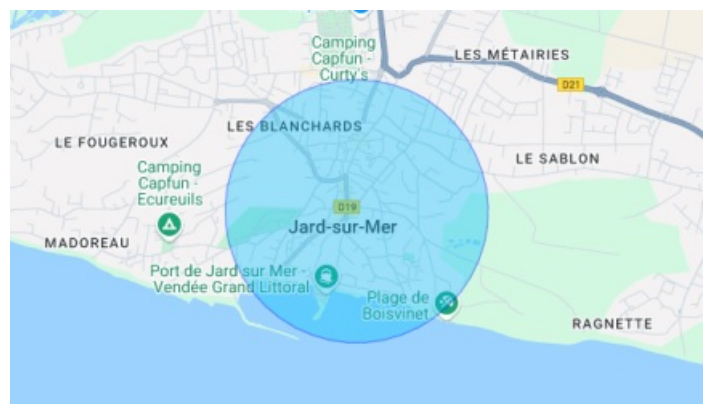 Camping
Capfun -
Curty's
LES MÉTAIRIES
D21
LES BLANCHARDS
LE FOUGEROUX
LE SABLON
Camping
Capfun -
Ecureuils
D19
Jard-sur-Mer
MADOREAU
Port de Jard sur Mer -
Vendée Grand Littoral
Plage de
Boisvinet
RAGNETTE